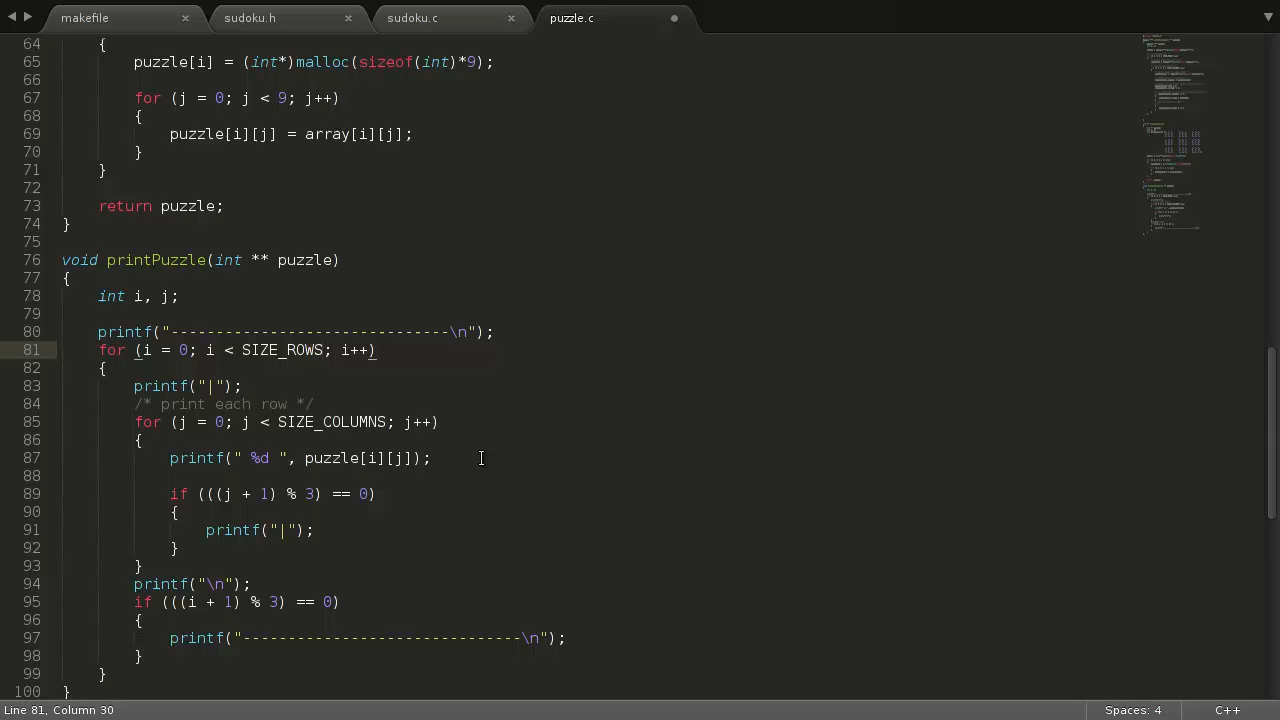 makefile × sudoku.h × sudoku.c × puzzle.c
64 {
65 puzzle[i] = (int*)malloc(sizeof(int)*9);
66
67 for (j = 0; j < 9; j++)
68 {
69 puzzle[i][j] = array[i][j];
70 }
71 }
72
73 return puzzle;
74 }
75
76 void printPuzzle(int ** puzzle)
77 {
78 int i, j;
79
80 printf("-------------------------------\n");
81 for (i = 0; i < SIZE_ROWS; i++)
82 {
83 printf("|");
84 /* print each row */
85 for (j = 0; j < SIZE_COLUMNS; j++)
86 {
87 printf(" %d ", puzzle[i][j]);
88
89 if (((j + 1) % 3) == 0)
90 {
91 printf("|");
92 }
93 }
94 printf("\n");
95 if (((i + 1) % 3) == 0)
96 {
97 printf("-------------------------------\n");
98 }
99 }
100 }
Line 81, Column 30 Spaces: 4 C++